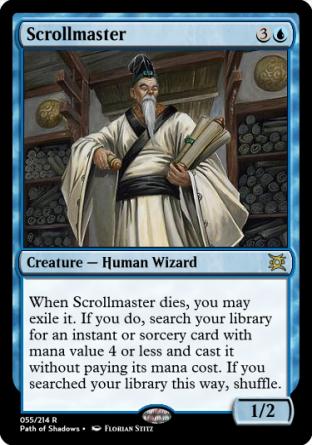 Scrollmaster 3
Creature — Human Wizard
When Scrollmaster dies, you may
exile it. If you do, search your library
for an instant or sorcery card with
mana value 4 or less and cast it
without paying its mana cost. If you
searched your library this way, shuffle.
1/2
055/214 R
Path of Shadows • Florian Stitz